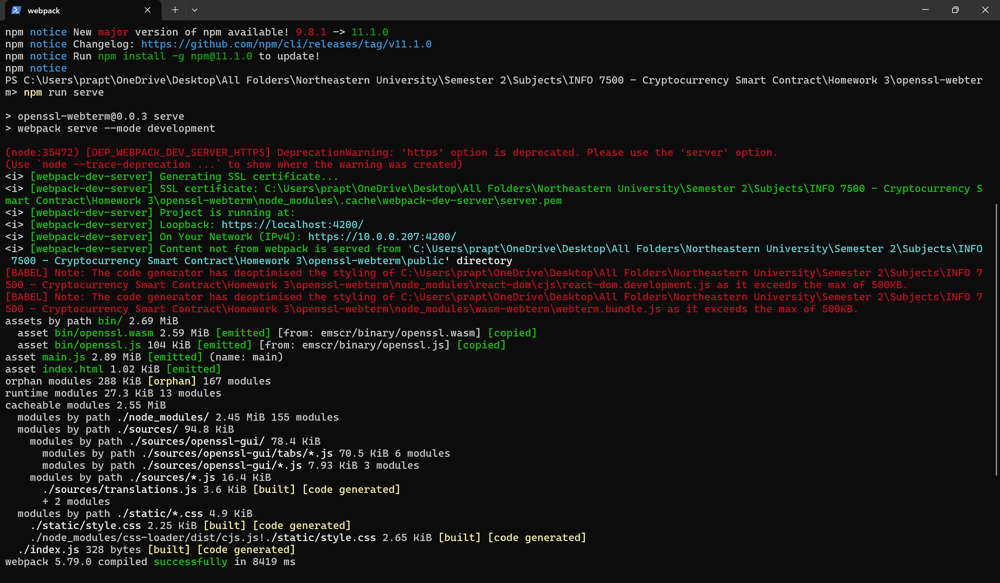 webpack
npm notice New major version of npm available! 9.8.1 -> 11.1.0
npm notice Changelog: https://github.com/npm/cli/releases/tag/v11.1.0
npm notice Run npm install -g npm@11.1.0 to update!
npm notice
PS C:\Users\prapt\OneDrive\Desktop\All Folders\Northeastern University\Semester 2\Subjects\INFO 7500 - Cryptocurrency Smart Contract\Homework 3\openssl-webter
m> npm run serve
> openssl-webterm@0.0.3 serve
> webpack serve --mode development
(node:35472) [DEP_WEBPACK_DEV_SERVER_HTTPS] DeprecationWarning: 'https' option is deprecated. Please use the 'server' option.
(Use `node --trace-deprecation ...` to show where the warning was created)
<i> [webpack-dev-server] Generating SSL certificate...
<i> [webpack-dev-server] SSL certificate: C:\Users\prapt\OneDrive\Desktop\All Folders\Northeastern University\Semester 2\Subjects\INFO 7500 - Cryptocurrency S
mart Contract\Homework 3\openssl-webterm\node_modules\.cache\webpack-dev-server\server.pem
<i> [webpack-dev-server] Project is running at:
<i> [webpack-dev-server] Loopback: https://localhost:4200/
<i> [webpack-dev-server] On Your Network (IPv4): https://10.0.0.207:4200/
<i> [webpack-dev-server] Content not from webpack is served from 'C:\Users\prapt\OneDrive\Desktop\All Folders\Northeastern University\Semester 2\Subjects\INFO
 7500 - Cryptocurrency Smart Contract\Homework 3\openssl-webterm\public' directory
[BABEL] Note: The code generator has deoptimised the styling of C:\Users\prapt\OneDrive\Desktop\All Folders\Northeastern University\Semester 2\Subjects\INFO 7
500 - Cryptocurrency Smart Contract\Homework 3\openssl-webterm\node_modules\react-dom\cjs\react-dom.development.js as it exceeds the max of 500KB.
[BABEL] Note: The code generator has deoptimised the styling of C:\Users\prapt\OneDrive\Desktop\All Folders\Northeastern University\Semester 2\Subjects\INFO 7
500 - Cryptocurrency Smart Contract\Homework 3\openssl-webterm\node_modules\wasm-webterm\webterm.bundle.js as it exceeds the max of 500KB.
assets by path bin/ 2.69 MiB
  asset bin/openssl.wasm 2.59 MiB [emitted] [from: emscr/binary/openssl.wasm] [copied]
  asset bin/openssl.js 104 KiB [emitted] [from: emscr/binary/openssl.js] [copied]
asset main.js 2.89 MiB [emitted] (name: main)
asset index.html 1.02 KiB [emitted]
orphan modules 288 KiB [orphan] 167 modules
runtime modules 27.3 KiB 13 modules
cacheable modules 2.55 MiB
  modules by path ./node_modules/ 2.45 MiB 155 modules
  modules by path ./sources/ 94.8 KiB
    modules by path ./sources/openssl-gui/ 78.4 KiB
      modules by path ./sources/openssl-gui/tabs/*.js 70.5 KiB 6 modules
      modules by path ./sources/openssl-gui/*.js 7.93 KiB 3 modules
    modules by path ./sources/*.js 16.4 KiB
      ./sources/translations.js 3.6 KiB [built] [code generated]
      + 2 modules
  modules by path ./static/*.css 4.9 KiB
    ./static/style.css 2.25 KiB [built] [code generated]
    ./node_modules/css-loader/dist/cjs.js!./static/style.css 2.65 KiB [built] [code generated]
  ./index.js 328 bytes [built] [code generated]
webpack 5.79.0 compiled successfully in 8419 ms